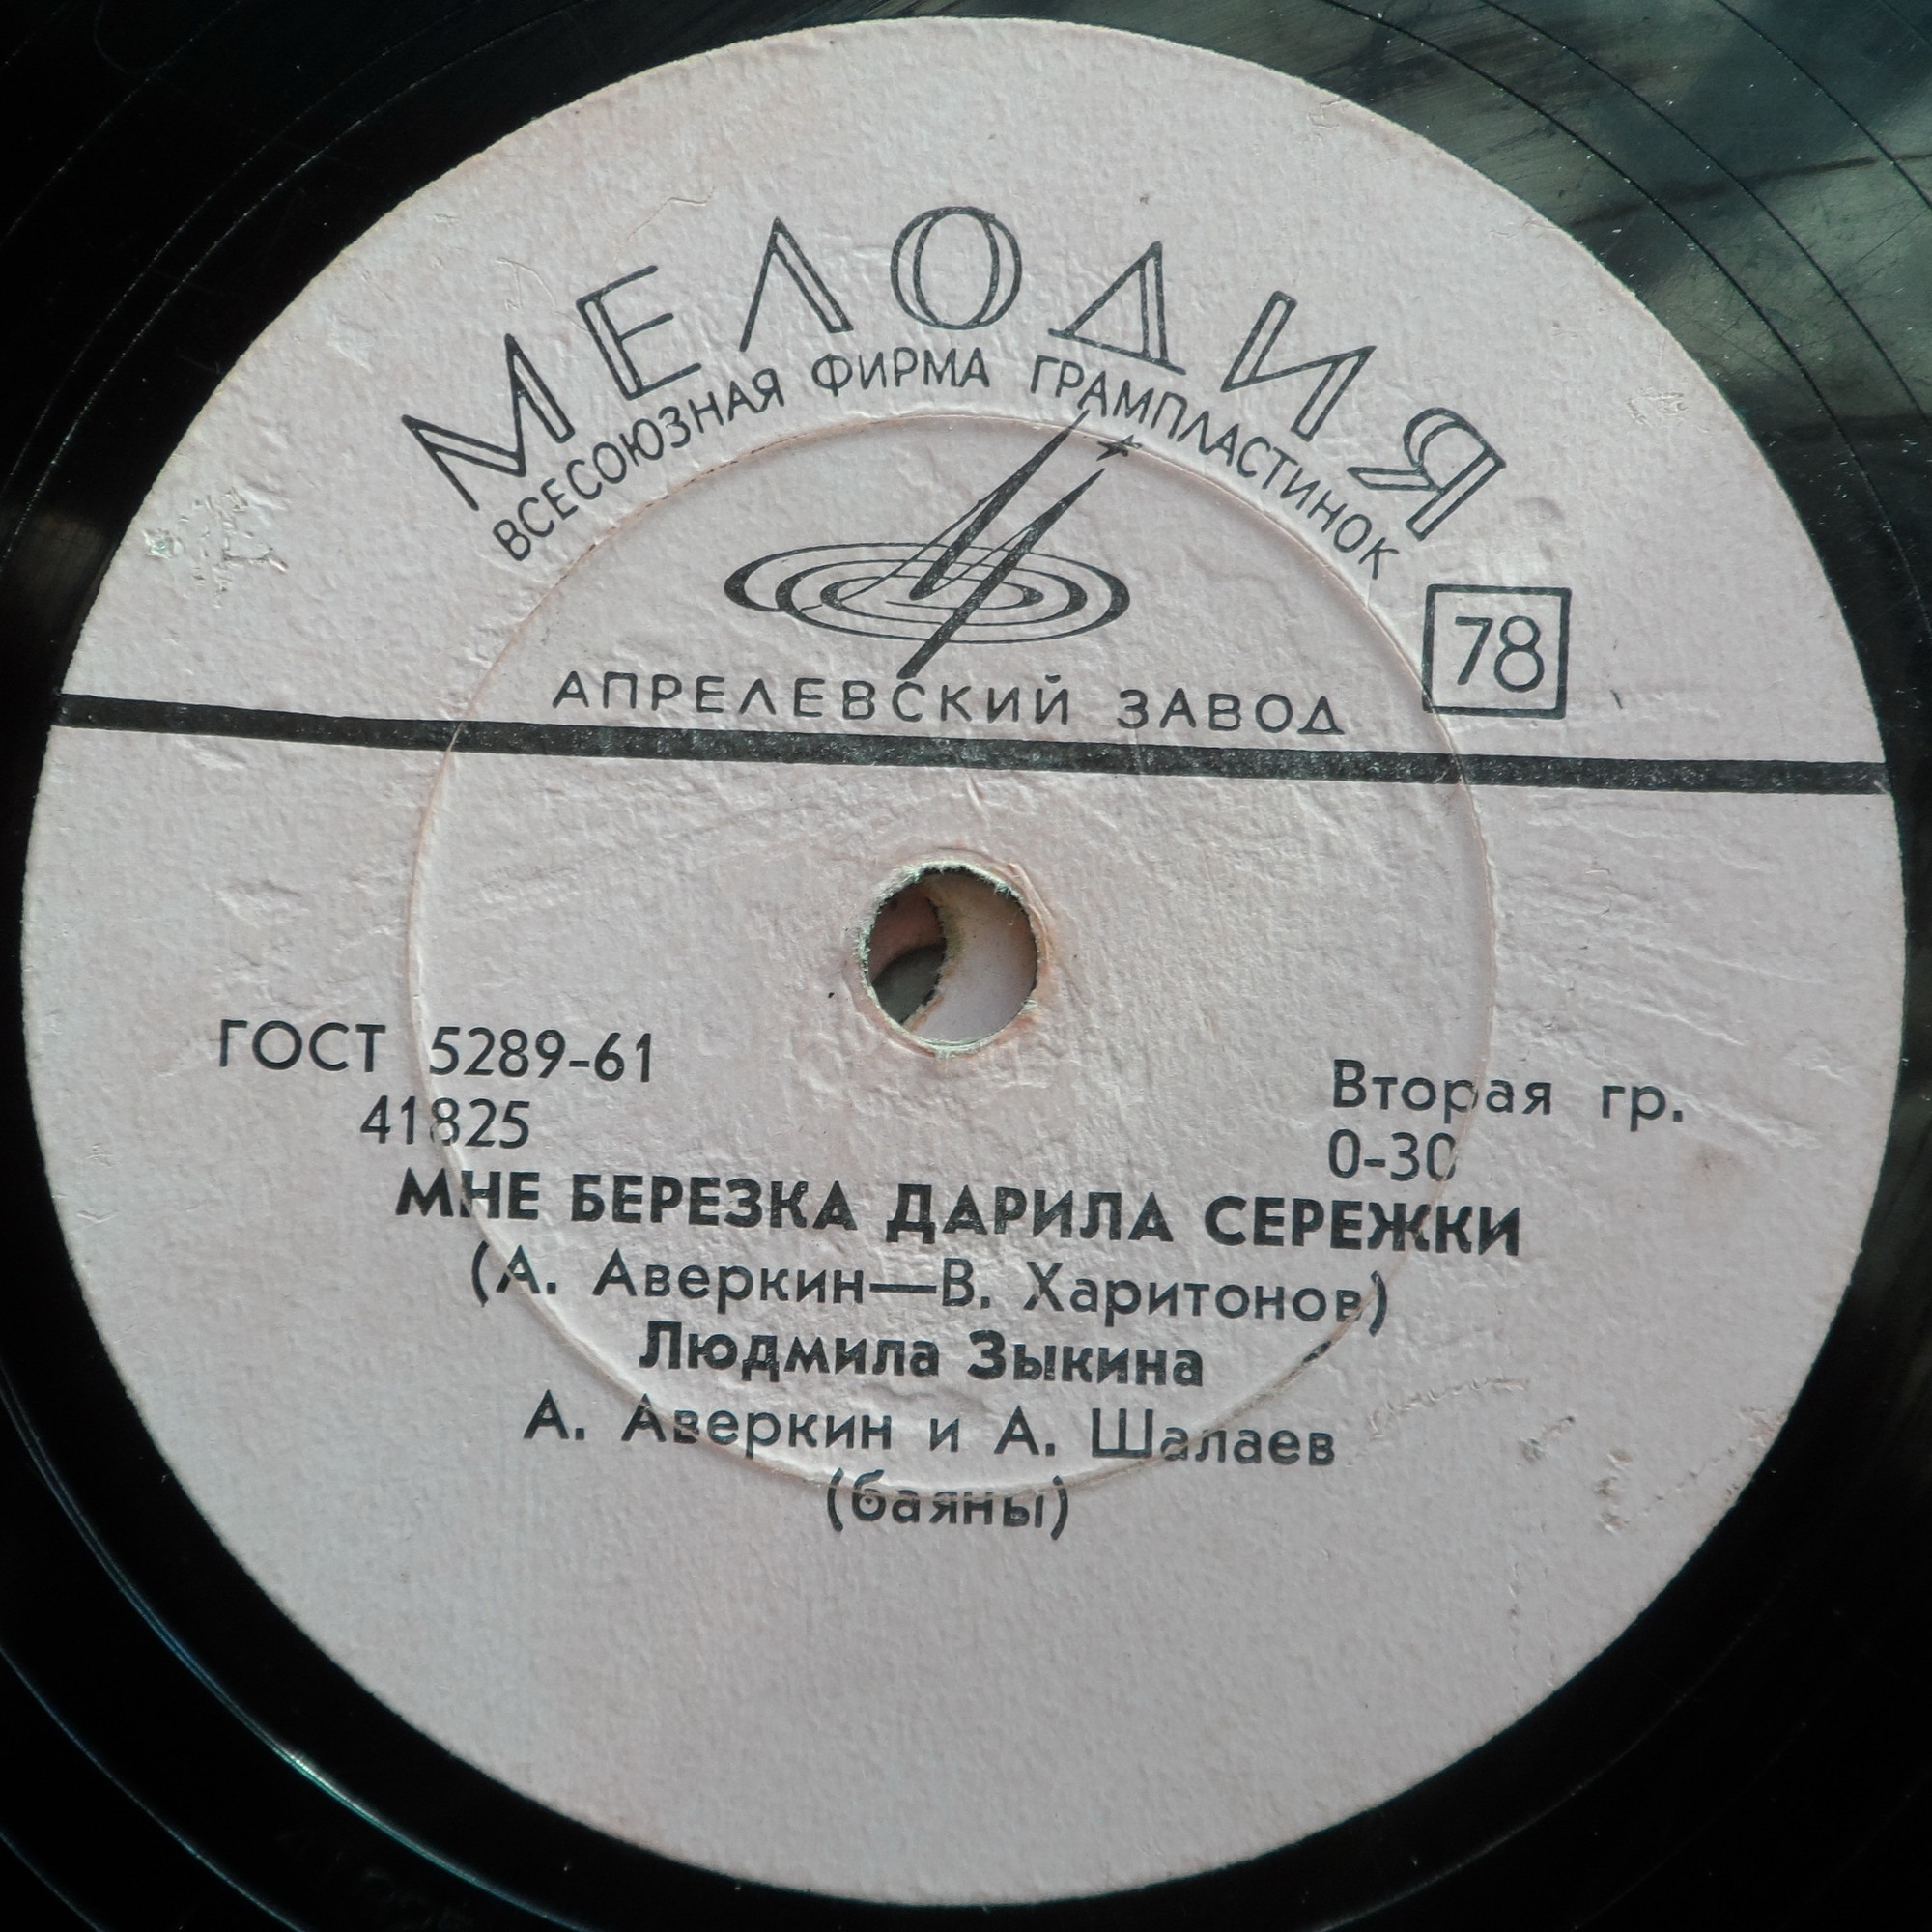 МЕЛОДИЯ
ВСЕСОЮЗНАЯ ФИРМА ГРАМПЛАСТИНОК
78
АПРЕЛЕВСКИЙ ЗАВОД
ГОСТ 5289-61
41825
Вторая гр.
0-30
МНЕ БЕРЕЗКА ДАРИЛА СЕРЕЖКИ
(А. Аверкин—В. Харитонов)
Людмила Зыкина
А. Аверкин и А. Шалаев
(баяны)